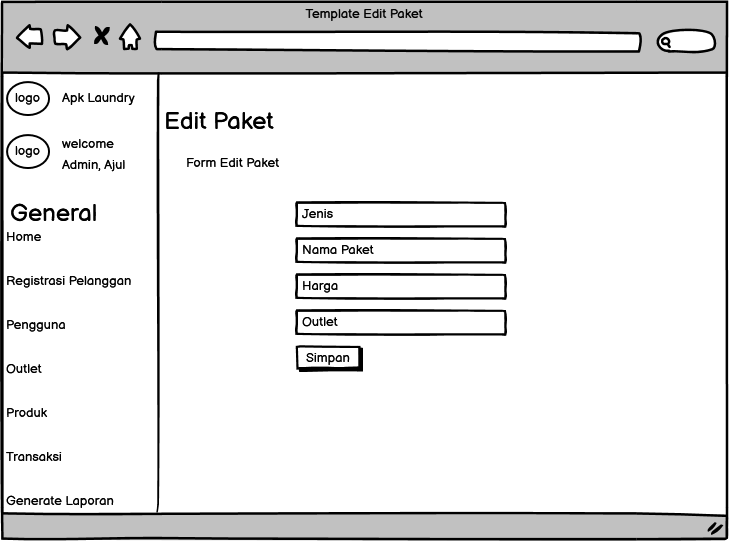 Template Edit Paket
logo
Apk Laundry
logo
welcome
Admin, Ajul
General
Home
Registrasi Pelanggan
Pengguna
Outlet
Produk
Transaksi
Generate Laporan
Edit Paket
Form Edit Paket
Jenis
Nama Paket
Harga
Outlet
Simpan